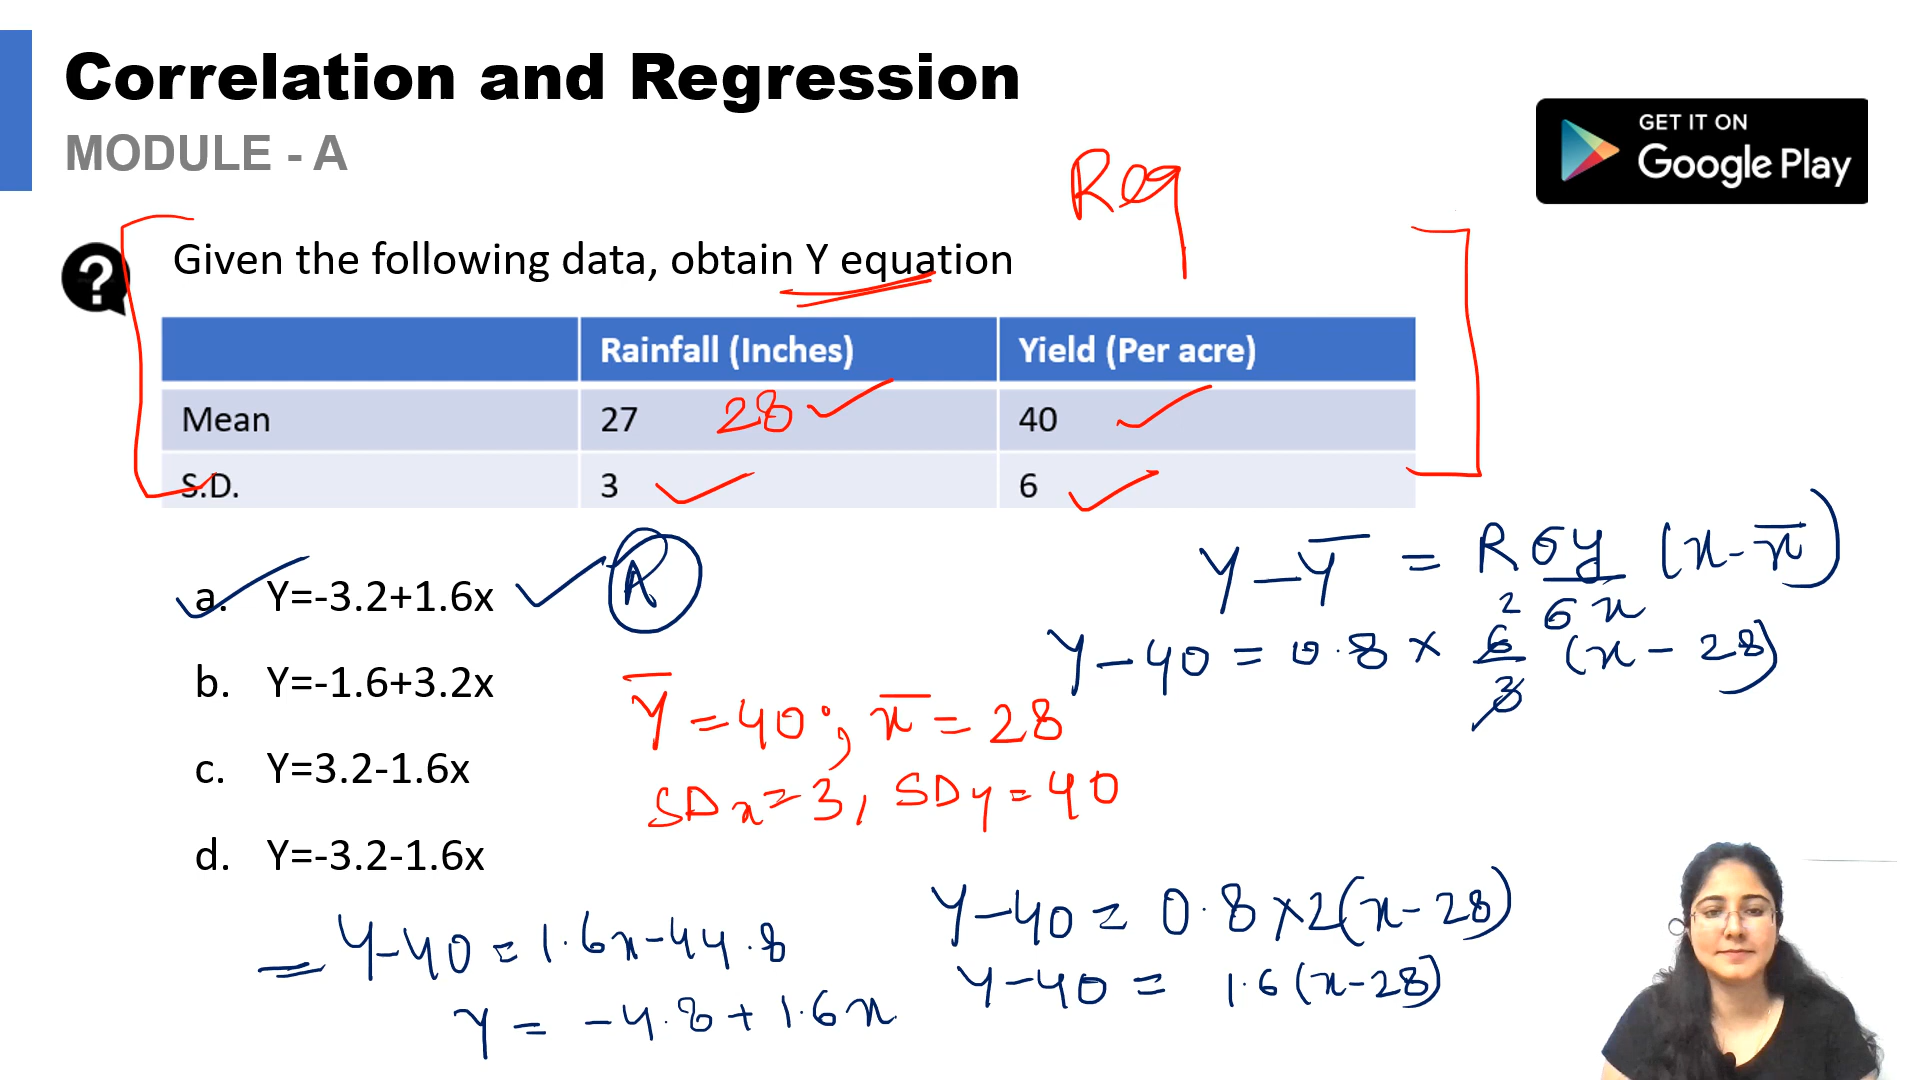 Correlation and Regression
MODULE - A
GET IT ON
Google Play
Req
Given the following data, obtain Y equation
Rainfall (Inches) Yield (Per acre)
Mean 27 28 40
S.D. 3 6
a. Y=-3.2+1.6x A
b. Y=-1.6+3.2x
c. Y=3.2-1.6x
d. Y=-3.2-1.6x
Y̅ = 40 ; x̅ = 28
SDx = 3, SDy = 40
Y - Y̅ = R σy/σx (x - x̅)
Y - 40 = 0.8 × 6/3 2 (x - 28)
Y - 40 = 0.8 × 2(x - 28)
Y - 40 = 1.6 (x - 28)
= Y - 40 = 1.6x - 44.8
Y = -4.8 + 1.6x